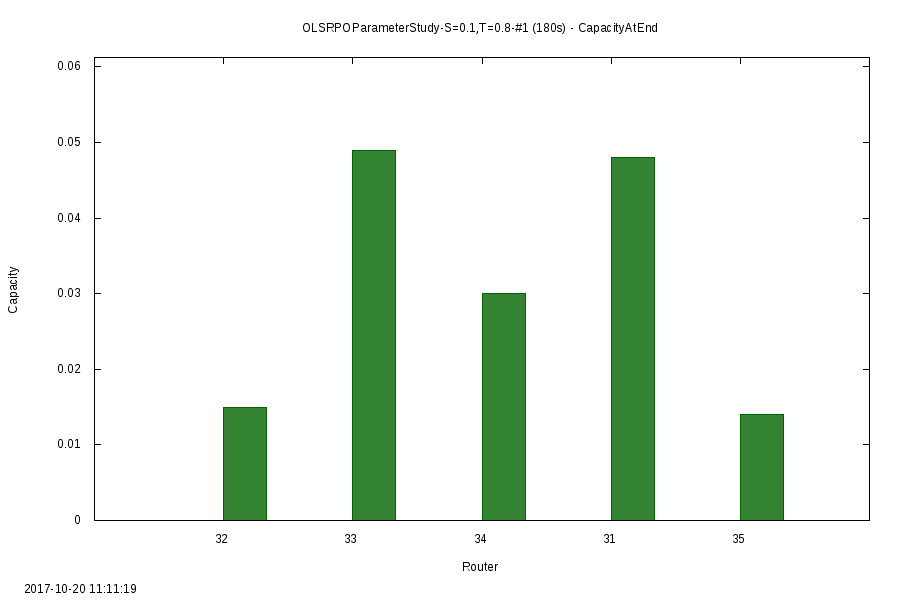 OLSRPOParameterStudy-S=0.1,T=0.8-#1 (180s) - CapacityAtEnd
0.06
0.05
0.04
0.03
0.02
0.01
0
Capacity
32 33 34 31 35
Router
2017-10-20 11:11:19